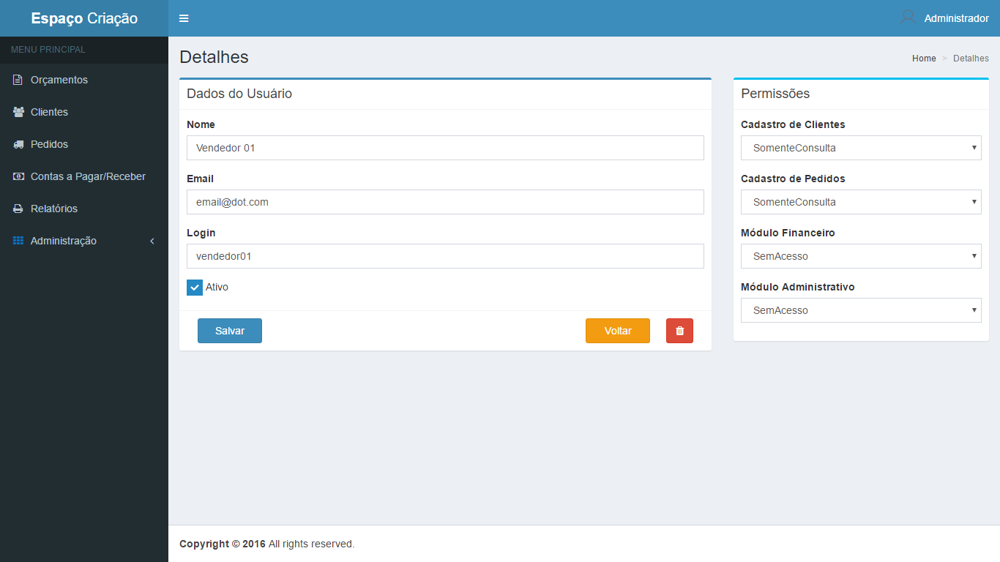 Espaço Criação
Administrador
MENU PRINCIPAL
Orçamentos
Clientes
Pedidos
Contas a Pagar/Receber
Relatórios
Administração
Detalhes
Home > Detalhes
Dados do Usuário
Nome
Vendedor 01
Email
email@dot.com
Login
vendedor01
Ativo
Salvar
Voltar
Permissões
Cadastro de Clientes
SomenteConsulta
Cadastro de Pedidos
SomenteConsulta
Módulo Financeiro
SemAcesso
Módulo Administrativo
SemAcesso
Copyright © 2016 All rights reserved.